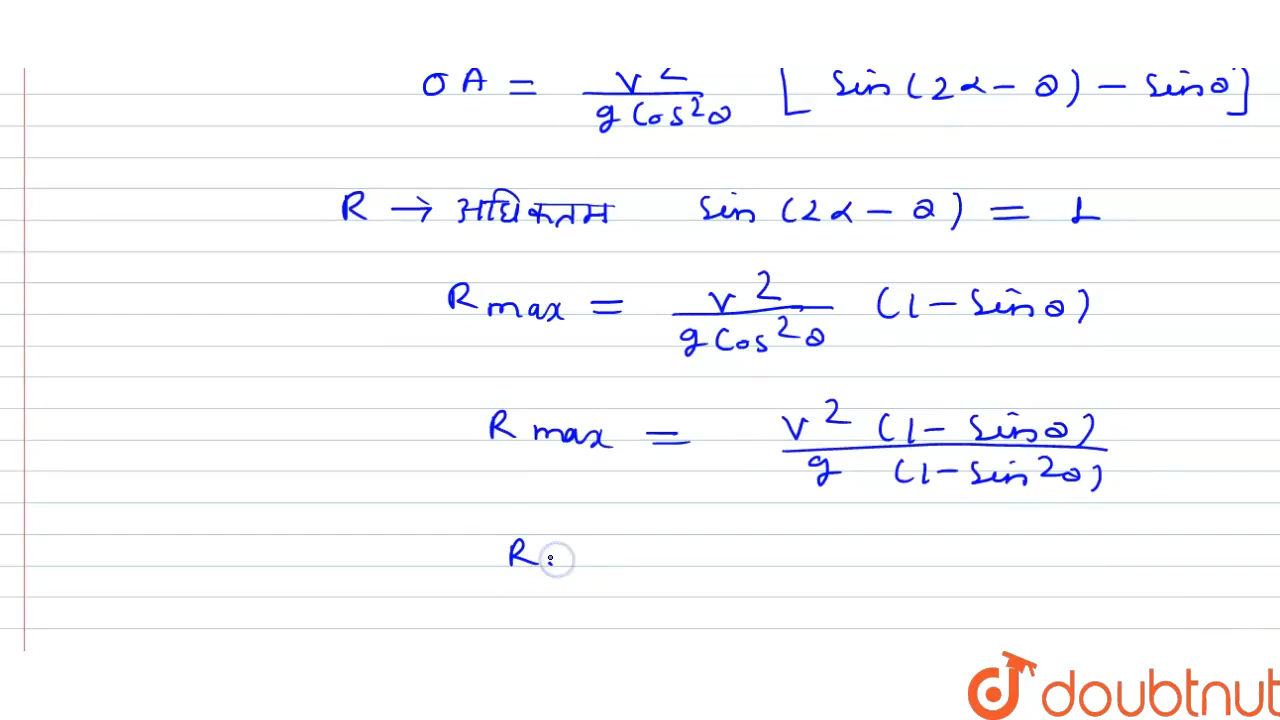 OA = v² / g Cos²θ [ Sin(2α - θ) - Sinθ ]
R → अधिकतम Sin (2α - θ) = 1
Rmax = v² / g Cos²θ (1 - Sinθ)
Rmax = v² (1 - Sinθ) / g (1 - Sin²θ)
R
doubtnut